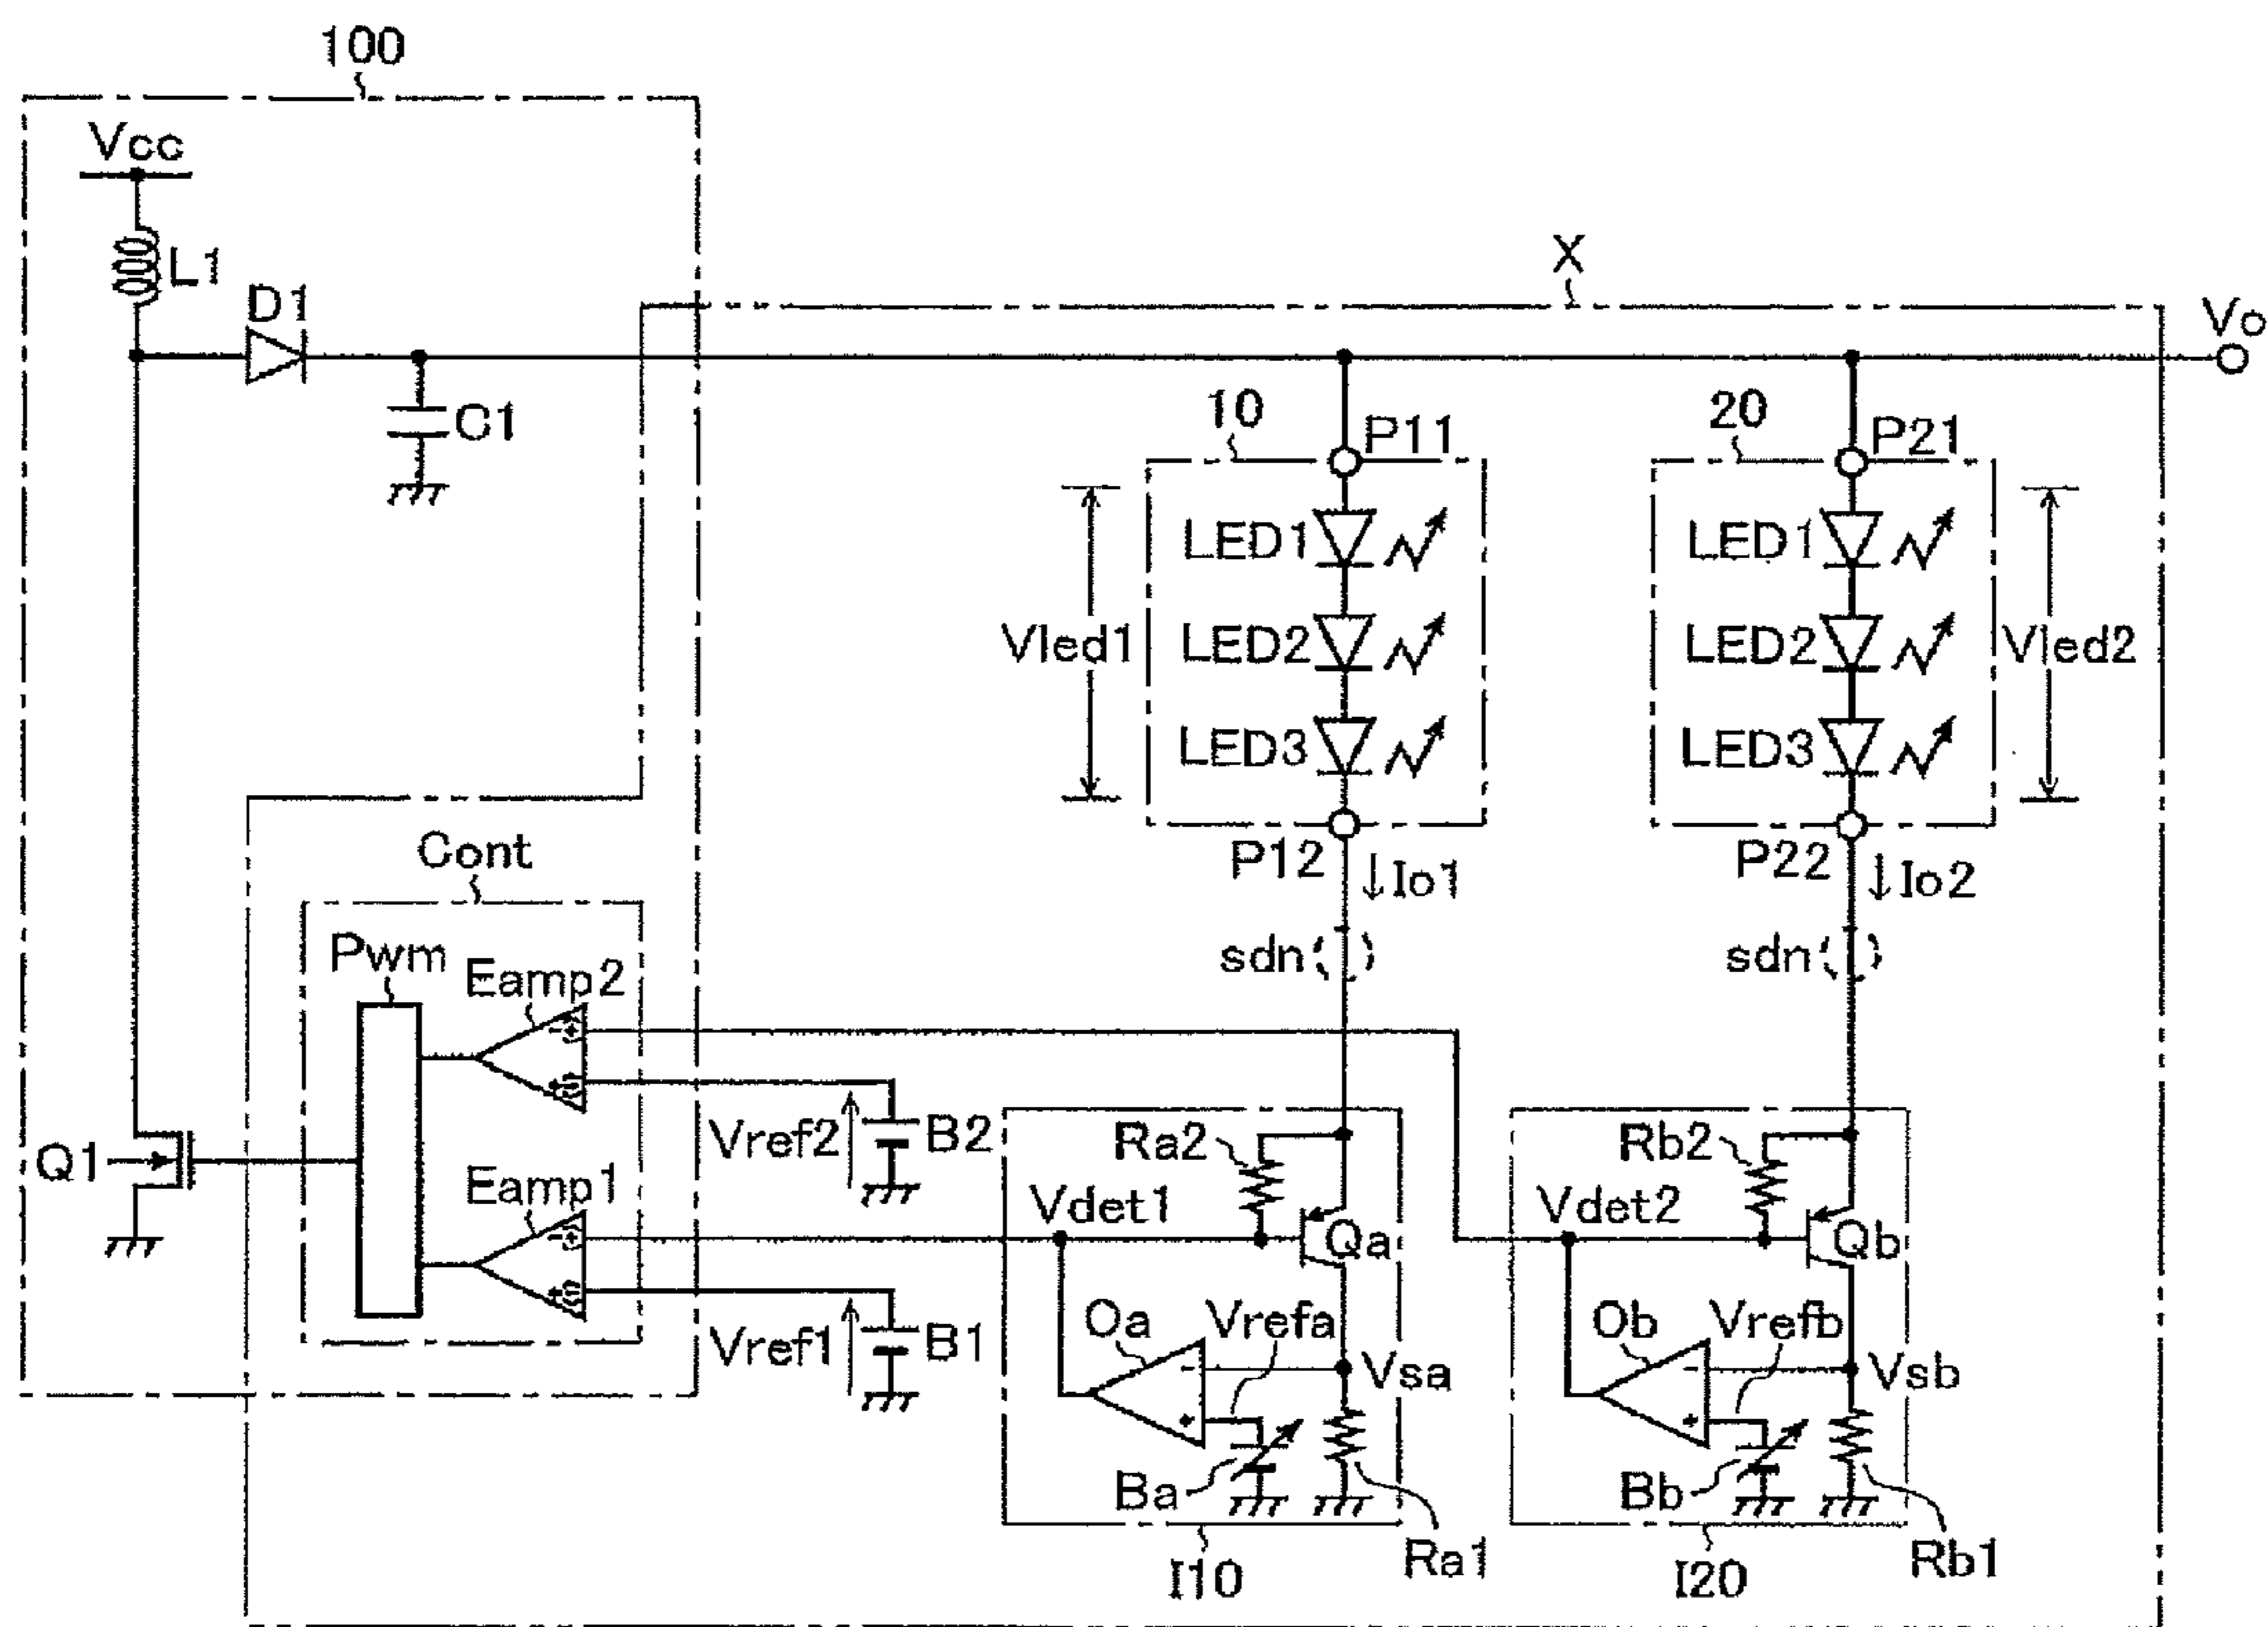 100
Vcc
L1
D1
C1
X
Vo
10
P11
20
P21
LED1
LED1
Vled1
LED2
LED2
Vled2
LED3
LED3
P12
Io1
P22
Io2
sdn
sdn
Cont
Pwm
Eamp2
Vref2
B2
Q1
Eamp1
Vref1
B1
Ra2
Vdet1
Qa
Oa
Vrefa
Vsa
Ba
Ra1
I10
Rb2
Vdet2
Qb
Ob
Vrefb
Vsb
Bb
Rb1
I20